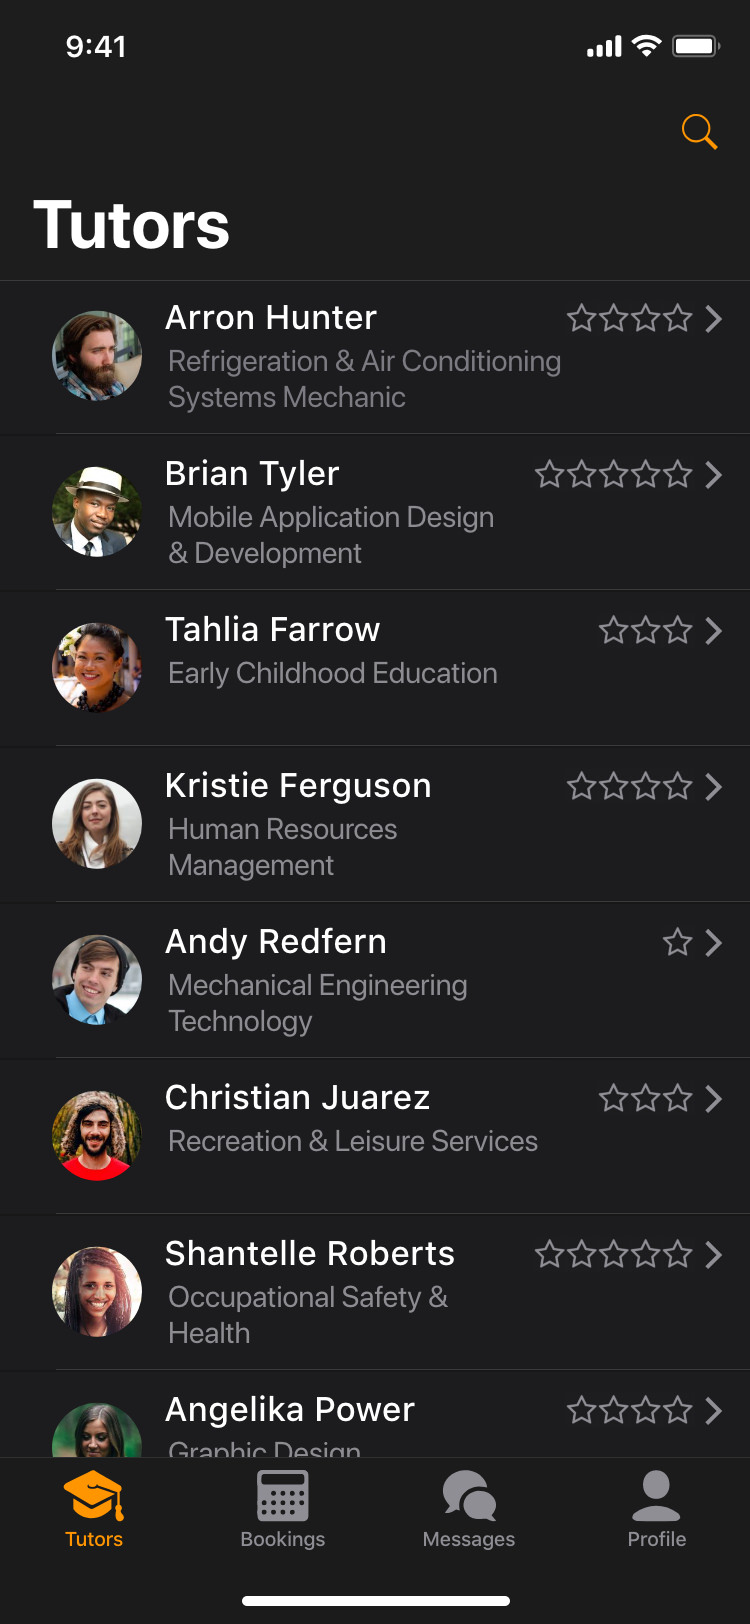 9:41
Tutors
Arron Hunter
Refrigeration & Air Conditioning
Systems Mechanic
Brian Tyler
Mobile Application Design
& Development
Tahlia Farrow
Early Childhood Education
Kristie Ferguson
Human Resources
Management
Andy Redfern
Mechanical Engineering
Technology
Christian Juarez
Recreation & Leisure Services
Shantelle Roberts
Occupational Safety &
Health
Angelika Power
Graphic Design
Tutors
Bookings
Messages
Profile